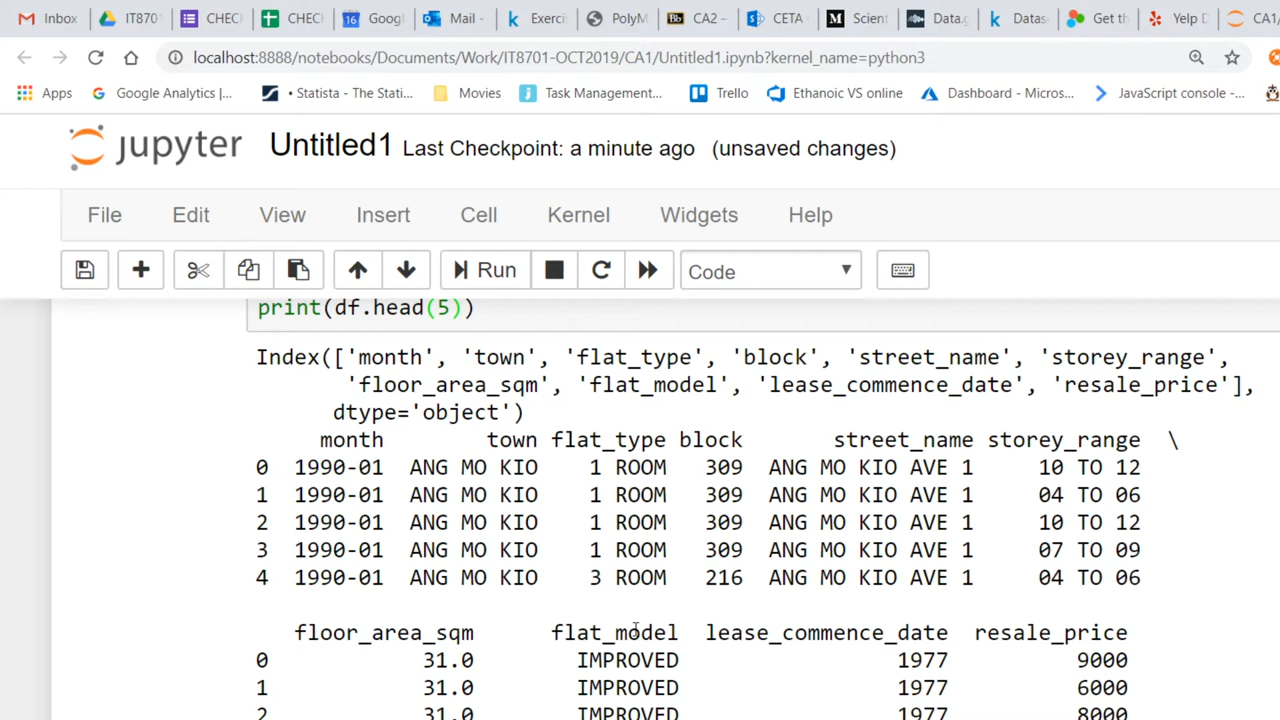 Inbox IT8701 CHEC CHEC Googl Mail - Exerci PolyM CA2 – CETA Scient Data.g Datas Get th Yelp D CA1/
localhost:8888/notebooks/Documents/Work/IT8701-OCT2019/CA1/Untitled1.ipynb?kernel_name=python3
Apps Google Analytics |... • Statista - The Stati... Movies Task Management... Trello Ethanoic VS online Dashboard - Micros... JavaScript console -...
jupyter Untitled1 Last Checkpoint: a minute ago (unsaved changes)
File Edit View Insert Cell Kernel Widgets Help
Run Code
print(df.head(5))
Index(['month', 'town', 'flat_type', 'block', 'street_name', 'storey_range',
'floor_area_sqm', 'flat_model', 'lease_commence_date', 'resale_price'],
dtype='object')
month town flat_type block street_name storey_range \
0 1990-01 ANG MO KIO 1 ROOM 309 ANG MO KIO AVE 1 10 TO 12
1 1990-01 ANG MO KIO 1 ROOM 309 ANG MO KIO AVE 1 04 TO 06
2 1990-01 ANG MO KIO 1 ROOM 309 ANG MO KIO AVE 1 10 TO 12
3 1990-01 ANG MO KIO 1 ROOM 309 ANG MO KIO AVE 1 07 TO 09
4 1990-01 ANG MO KIO 3 ROOM 216 ANG MO KIO AVE 1 04 TO 06
floor_area_sqm flat_model lease_commence_date resale_price
0 31.0 IMPROVED 1977 9000
1 31.0 IMPROVED 1977 6000
2 31.0 IMPROVED 1977 8000